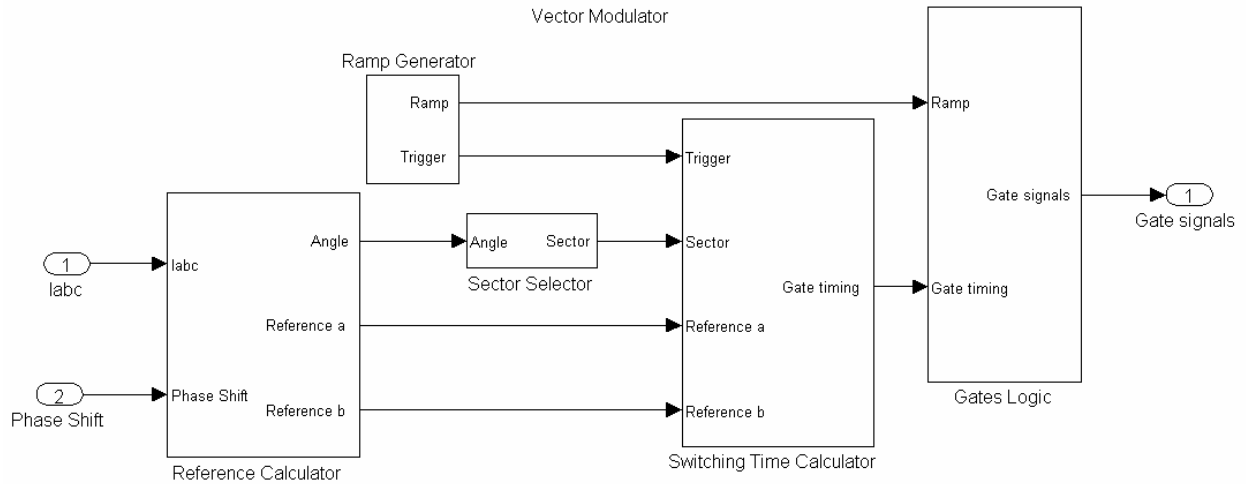 Vector Modulator
Ramp Generator
Ramp
Trigger
Ramp
Trigger
Gate signals
1
Gate signals
Angle
Angle
Sector
Sector
Sector Selector
1
Iabc
Iabc
Gate timing
Gate timing
Reference a
Reference a
2
Phase Shift
Phase Shift
Reference b
Reference b
Gates Logic
Reference Calculator
Switching Time Calculator